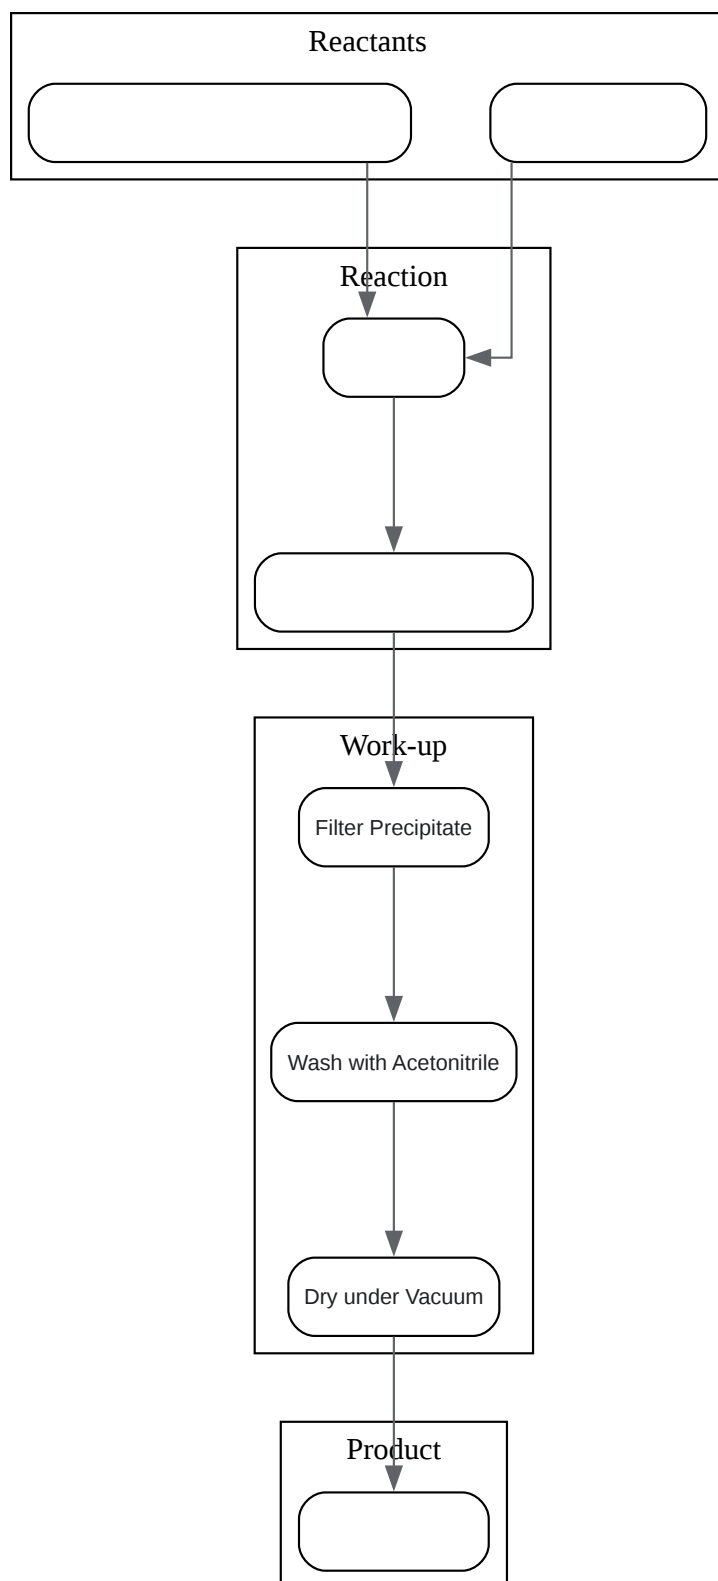 Reactants
Reaction
Work-up
Filter Precipitate
Wash with Acetonitrile
Dry under Vacuum
Product